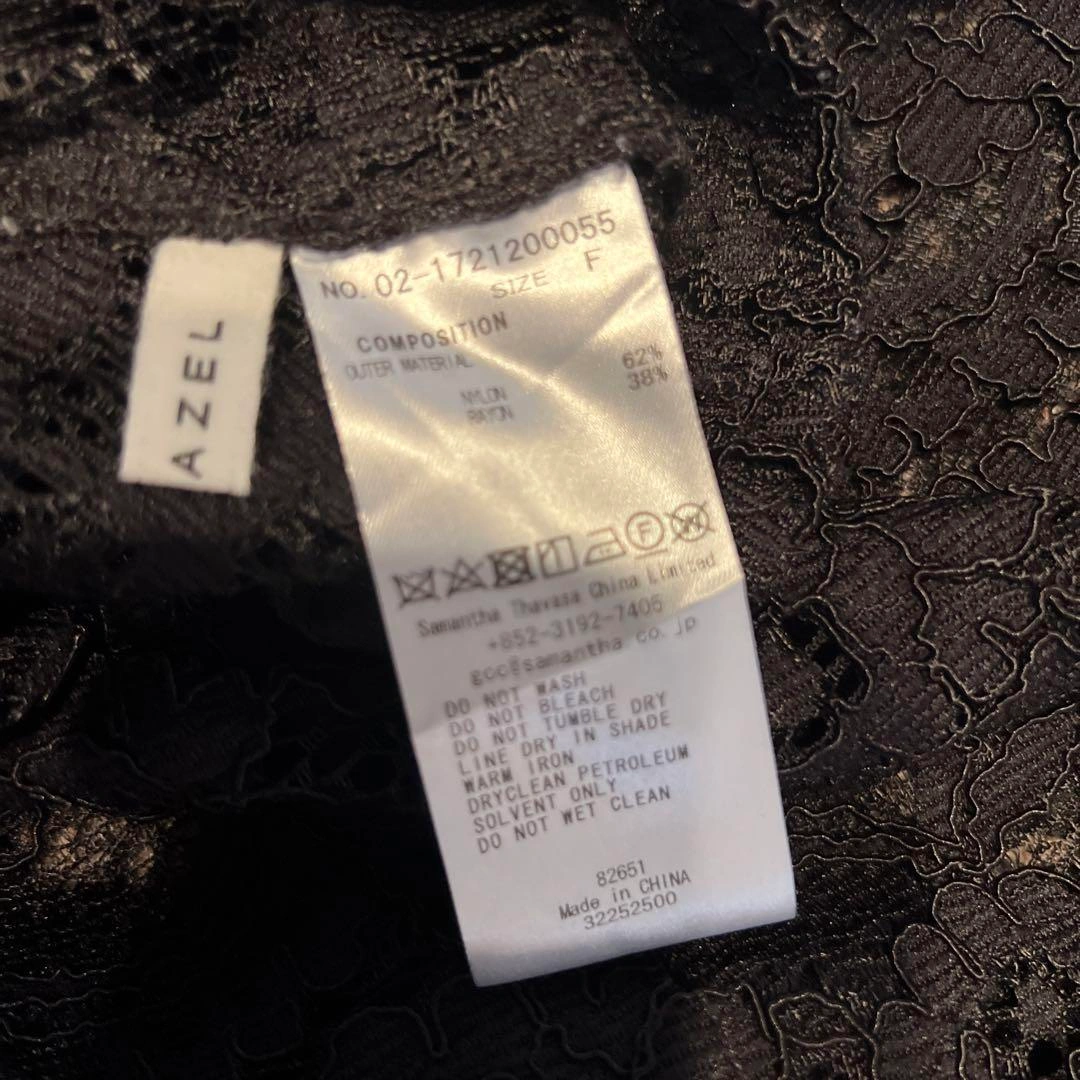 AZEL
NO. 02-1721200055
SIZE F
COMPOSITION
OUTER MATERIAL
62%
NYLON 38%
RAYON
F
Samantha Thavasa China Limited
+852-3192-7405
gcc@samantha co. jp
DO NOT WASH
DO NOT BLEACH
DO NOT TUMBLE DRY
LINE DRY IN SHADE
WARM IRON
DRYCLEAN PETROLEUM
SOLVENT ONLY
DO NOT WET CLEAN
82651
Made in CHINA
32252500